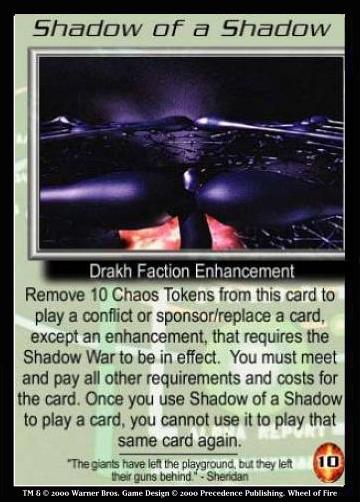 Shadow of a Shadow
Drakh Faction Enhancement
Remove 10 Chaos Tokens from this card to
play a conflict or sponsor/replace a card,
except an enhancement, that requires the
Shadow War to be in effect. You must meet
and pay all other requirements and costs for
the card. Once you use Shadow of a Shadow
to play a card, you cannot use it to play that
same card again.
"The giants have left the playground, but they left
their guns behind." - Sheridan
10
TM & © 2000 Warner Bros. Game Design © 2000 Precedence Publishing. Wheel of Fire